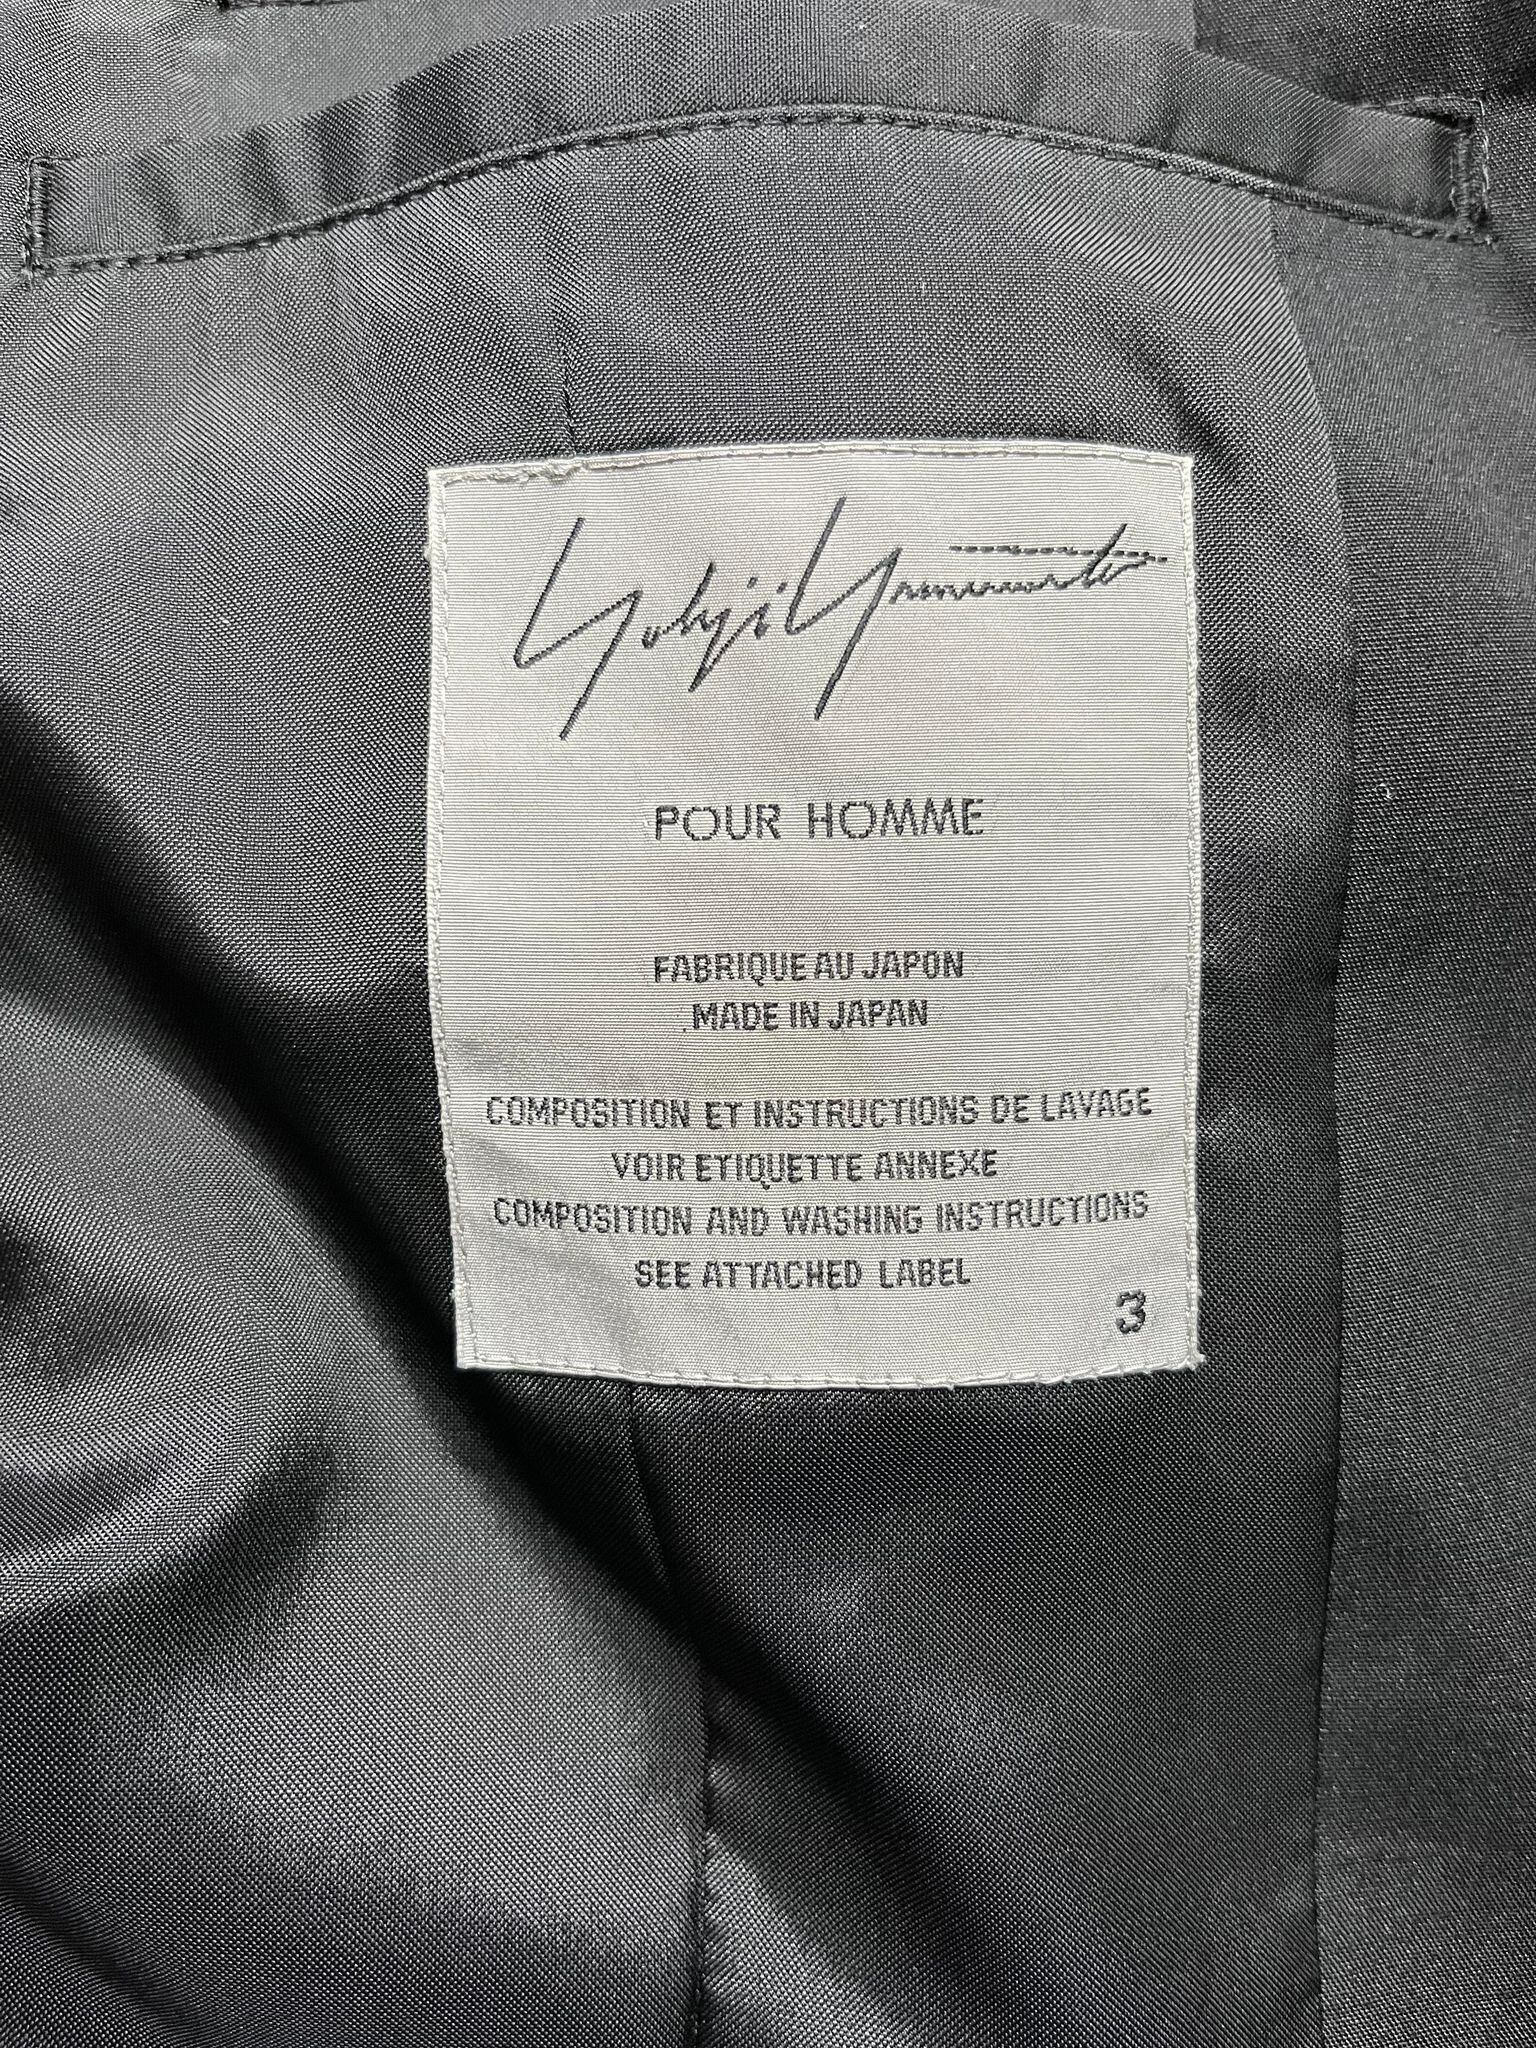 Yohji Yamamoto
POUR HOMME
FABRIQUE AU JAPON
MADE IN JAPAN
COMPOSITION ET INSTRUCTIONS DE LAVAGE
VOIR ETIQUETTE ANNEXE
COMPOSITION AND WASHING INSTRUCTIONS
SEE ATTACHED LABEL
3